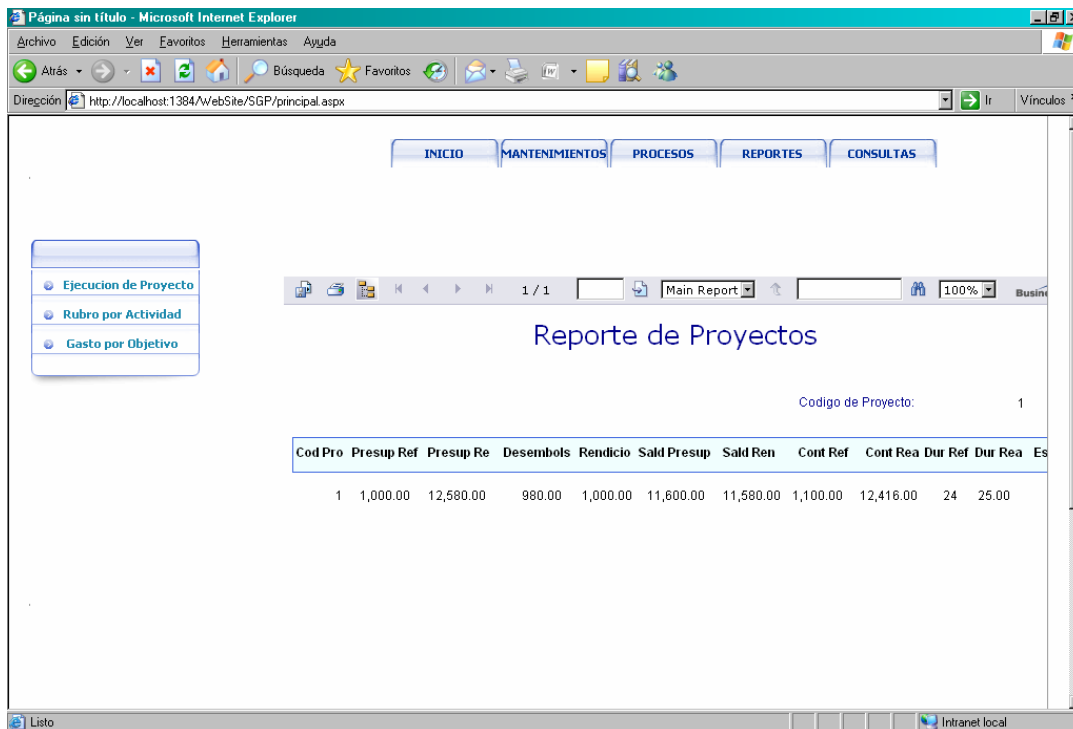 Página sin título - Microsoft Internet Explorer
Archivo Edición Ver Favoritos Herramientas Ayuda
Atrás Búsqueda Favoritos
Dirección http://localhost:1384/WebSite/SGP/principal.aspx Ir Vínculos
INICIO MANTENIMIENTOS PROCESOS REPORTES CONSULTAS
Ejecucion de Proyecto
Rubro por Actividad
Gasto por Objetivo
1 / 1 Main Report 100%
Reporte de Proyectos
Codigo de Proyecto: 1
Cod Pro Presup Ref Presup Re Desembols Rendicio Sald Presup Sald Ren Cont Ref Cont Rea Dur Ref Dur Rea Es
1 1,000.00 12,580.00 980.00 1,000.00 11,600.00 11,580.00 1,100.00 12,416.00 24 25.00
Listo Intranet local